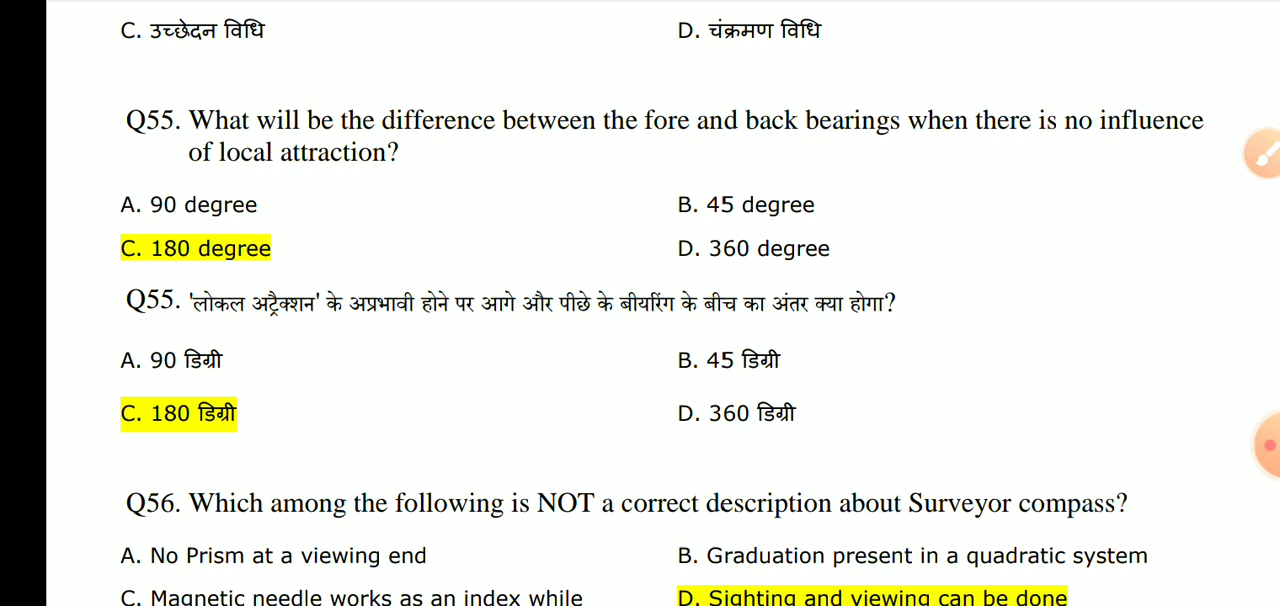 C. उच्छेदन विधि
D. चंक्रमण विधि
Q55. What will be the difference between the fore and back bearings when there is no influence
of local attraction?
A. 90 degree
B. 45 degree
C. 180 degree
D. 360 degree
Q55. 'लोकल अट्रैक्शन' के अप्रभावी होने पर आगे और पीछे के बीयरिंग के बीच का अंतर क्या होगा?
A. 90 डिग्री
B. 45 डिग्री
C. 180 डिग्री
D. 360 डिग्री
Q56. Which among the following is NOT a correct description about Surveyor compass?
A. No Prism at a viewing end
B. Graduation present in a quadratic system
C. Magnetic needle works as an index while
D. Sighting and viewing can be done